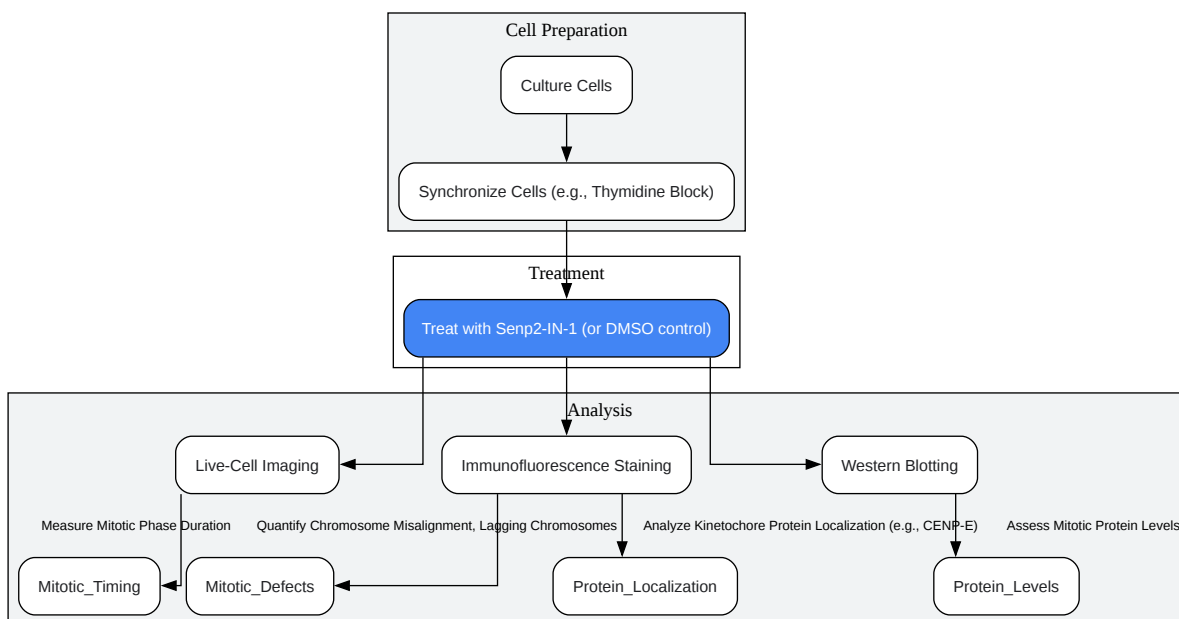 Cell Preparation
Culture Cells
Synchronize Cells (e.g., Thymidine Block)
Treatment
Treat with Senp2-IN-1 (or DMSO control)
Analysis
Live-Cell Imaging
Immunofluorescence Staining
Western Blotting
Measure Mitotic Phase Duration
Quantify Chromosome Misalignment, Lagging Chromosomes
Analyze Kinetochore Protein Localization (e.g., CENP-E)
Assess Mitotic Protein Levels
Mitotic_Timing
Mitotic_Defects
Protein_Localization
Protein_Levels